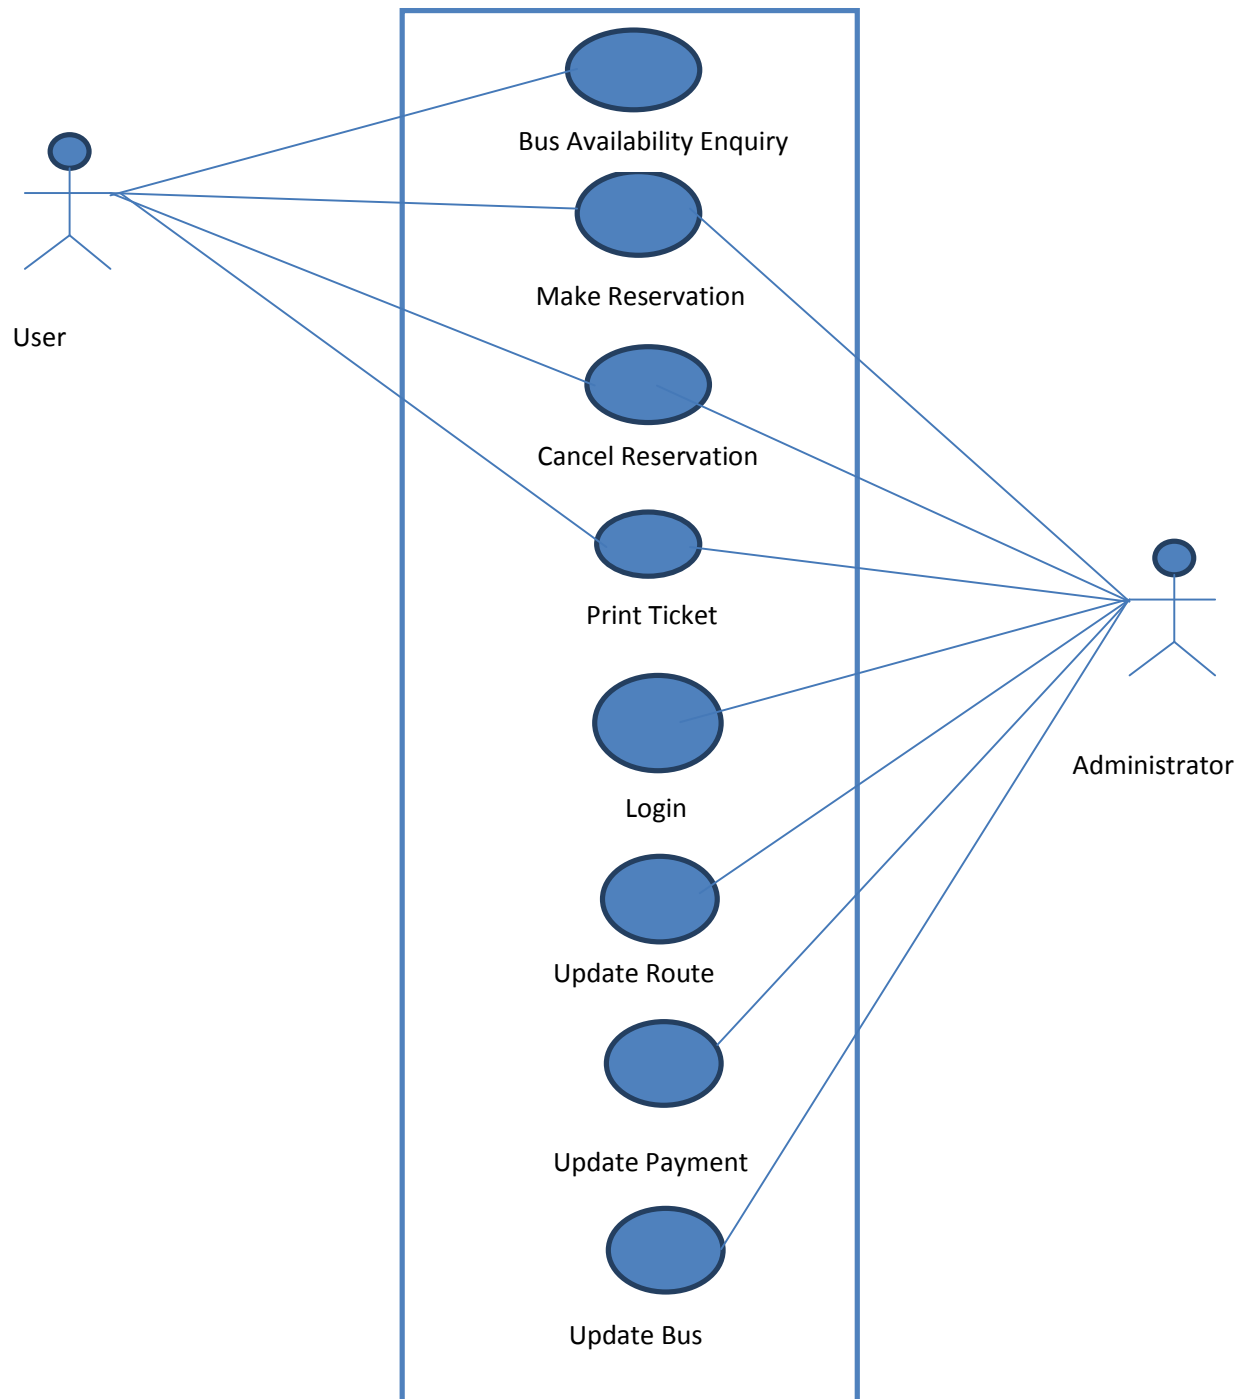 Bus Availability Enquiry
Make Reservation
User
Cancel Reservation
Print Ticket
Administrator
Login
Update Route
Update Payment
Update Bus